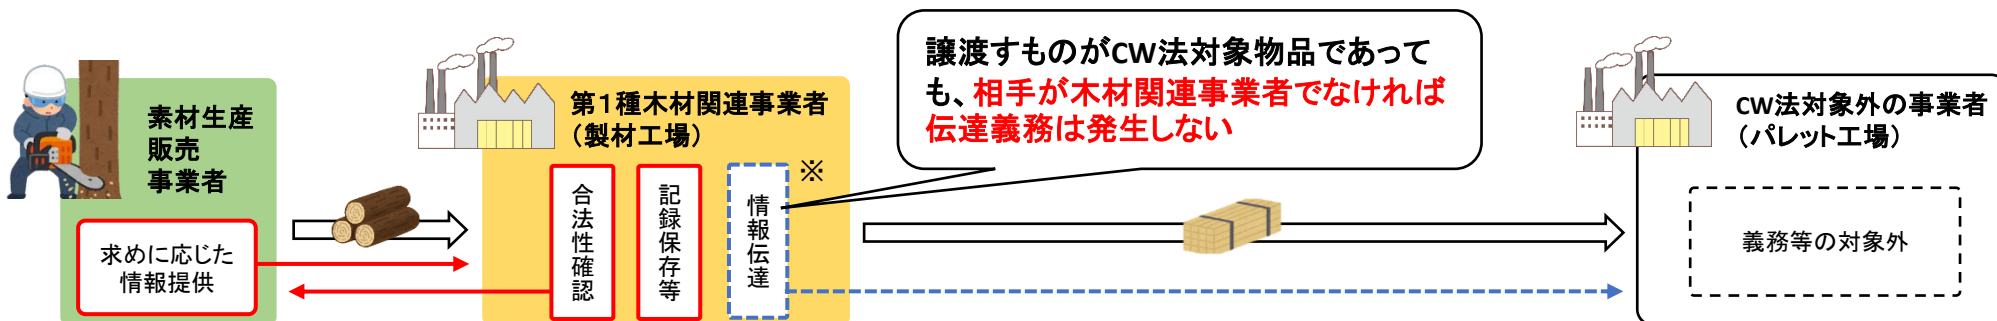 素材生産
販売
事業者
求めに応じた
情報提供
第1種木材関連事業者
（製材工場）
合法性確認
記録保存等
情報伝達
※
譲渡すものがCW法対象物品であって
も、相手が木材関連事業者でなければ
伝達義務は発生しない
CW法対象外の事業者
（パレット工場）
義務等の対象外